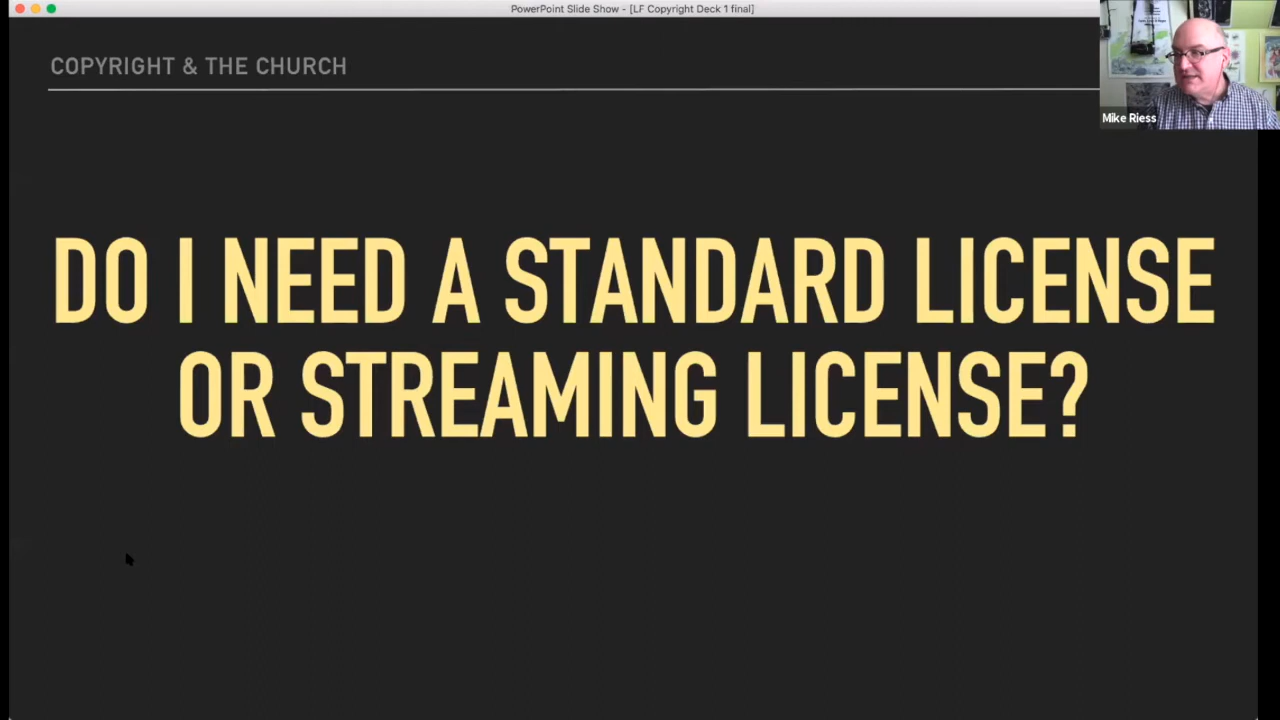 PowerPoint Slide Show - [LF Copyright Deck 1 final]
COPYRIGHT & THE CHURCH
Mike Riess
DO I NEED A STANDARD LICENSE
OR STREAMING LICENSE?